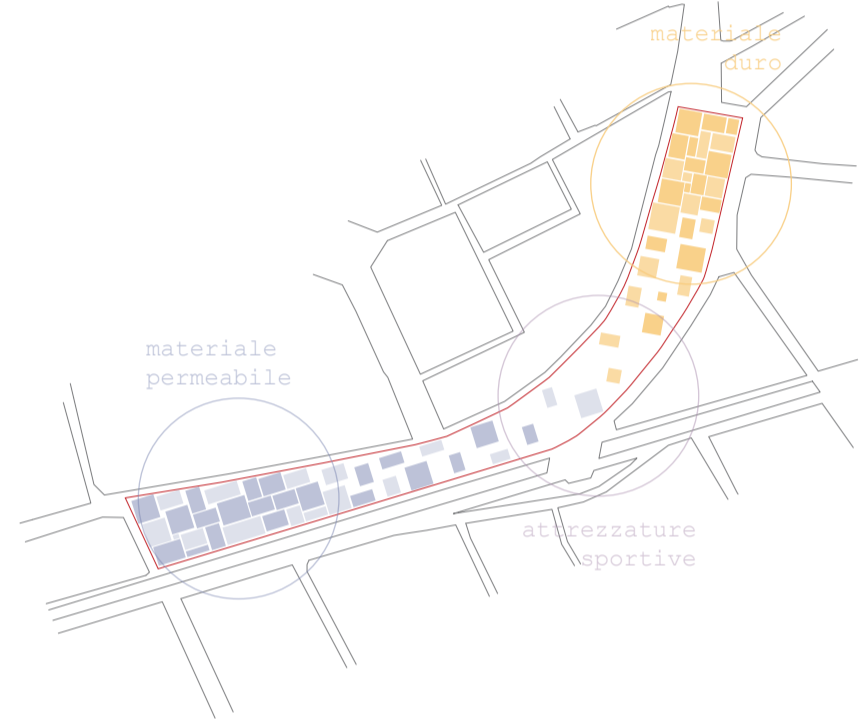 materiale
duro
materiale
permeabile
attrezzature
sportive